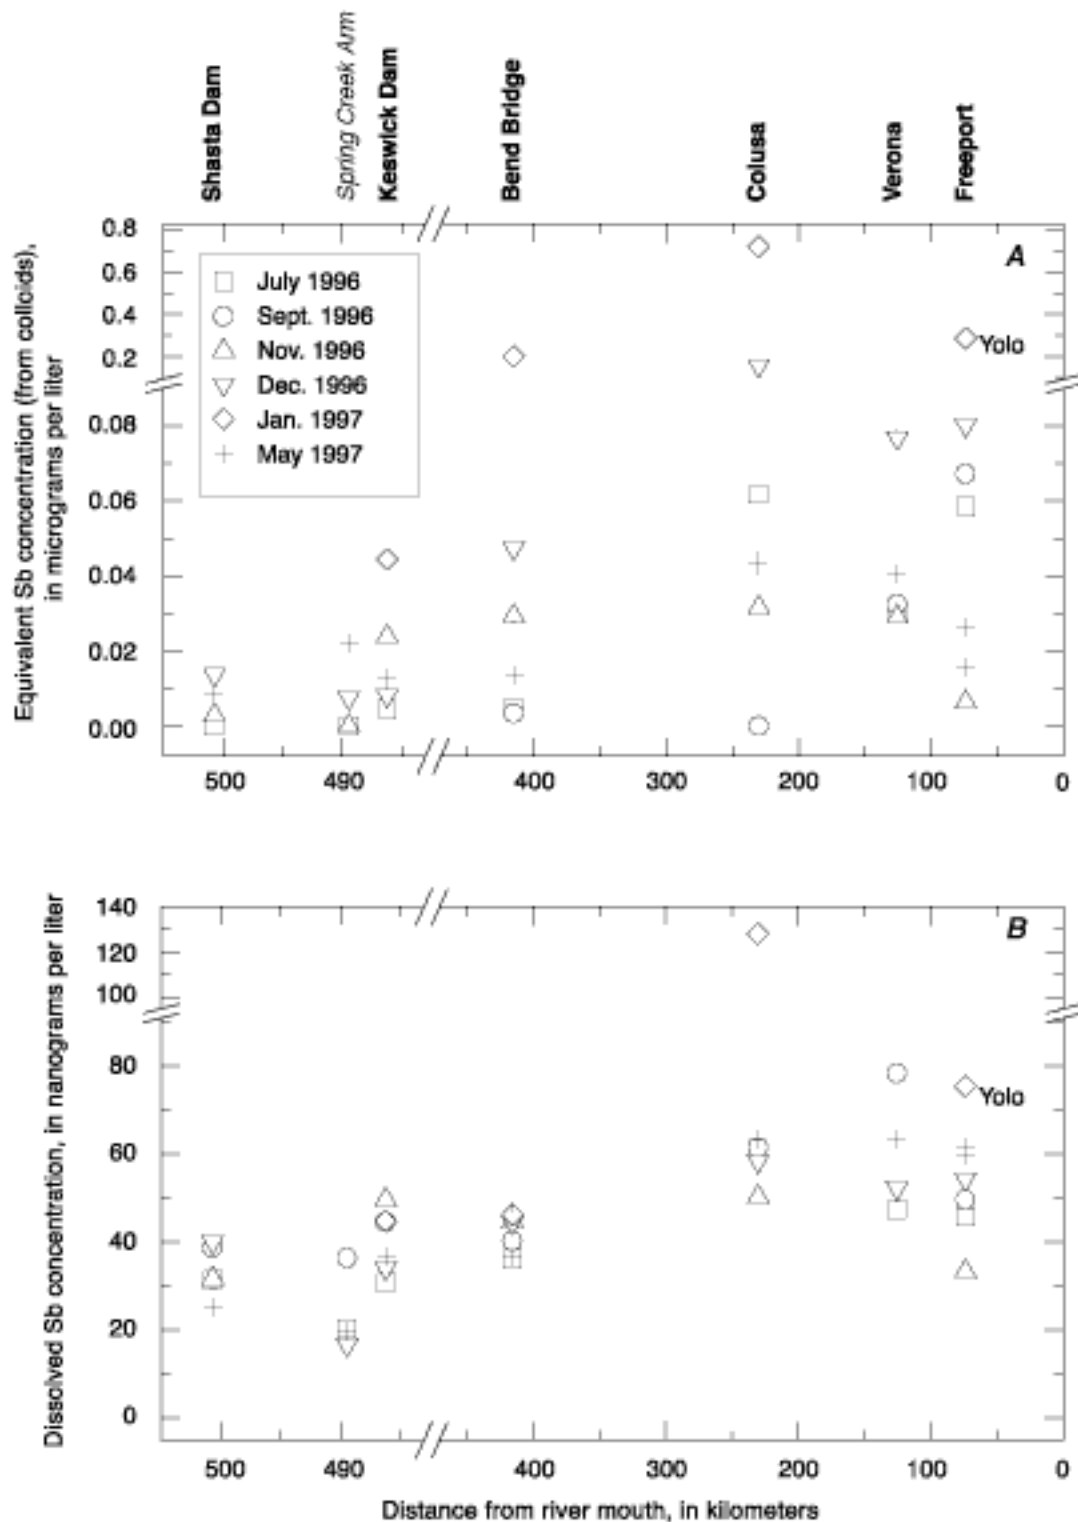 Shasta Dam
Spring Creek Arm
Keswick Dam
Bend Bridge
Colusa
Verona
Freeport
Equivalent Sb concentration (from colloids),
in micrograms per liter
0.8
0.6
0.4
0.2
0.08
0.06
0.04
0.02
0.00
A
July 1996
Sept. 1996
Nov. 1996
Dec. 1996
Jan. 1997
May 1997
Yolo
500
490
400
300
200
100
0
Dissolved Sb concentration, in nanograms per liter
140
120
100
80
60
40
20
0
B
Yolo
500
490
400
300
200
100
0
Distance from river mouth, in kilometers